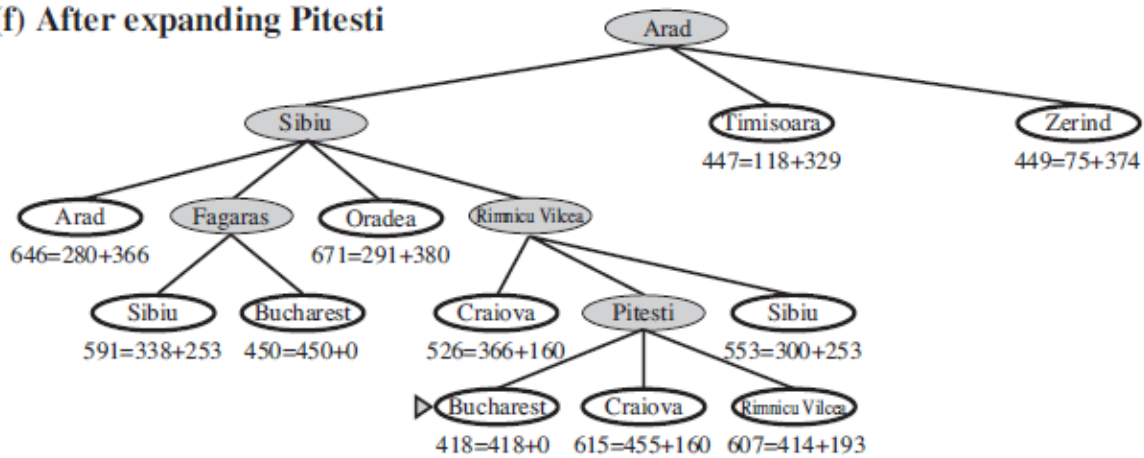 (f) After expanding Pitesti
Arad
Sibiu Timisoara Zerind
447=118+329 449=75+374
Arad Fagaras Oradea Rimnicu Vilcea
646=280+366 671=291+380
Sibiu Bucharest Craiova Pitesti Sibiu
591=338+253 450=450+0 526=366+160 553=300+253
Bucharest Craiova Rimnicu Vilcea
418=418+0 615=455+160 607=414+193